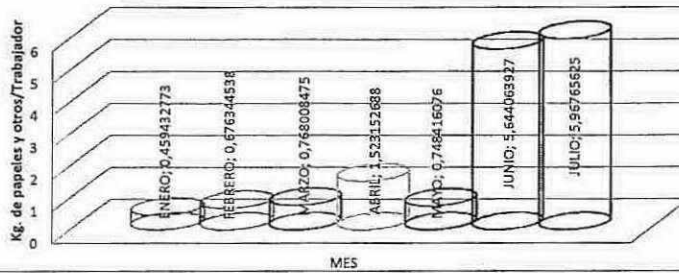 Kg. de papeles y otros/Trabajador
6
5
4
3
2
1
0
ENERO; 0,459432773
FEBRERO; 0,676344538
MARZO; 0,768008475
ABRIL; 1,523152688
MAYO; 0,748416076
JUNIO; 5,644063927
JULIO; 5,96765625
MES